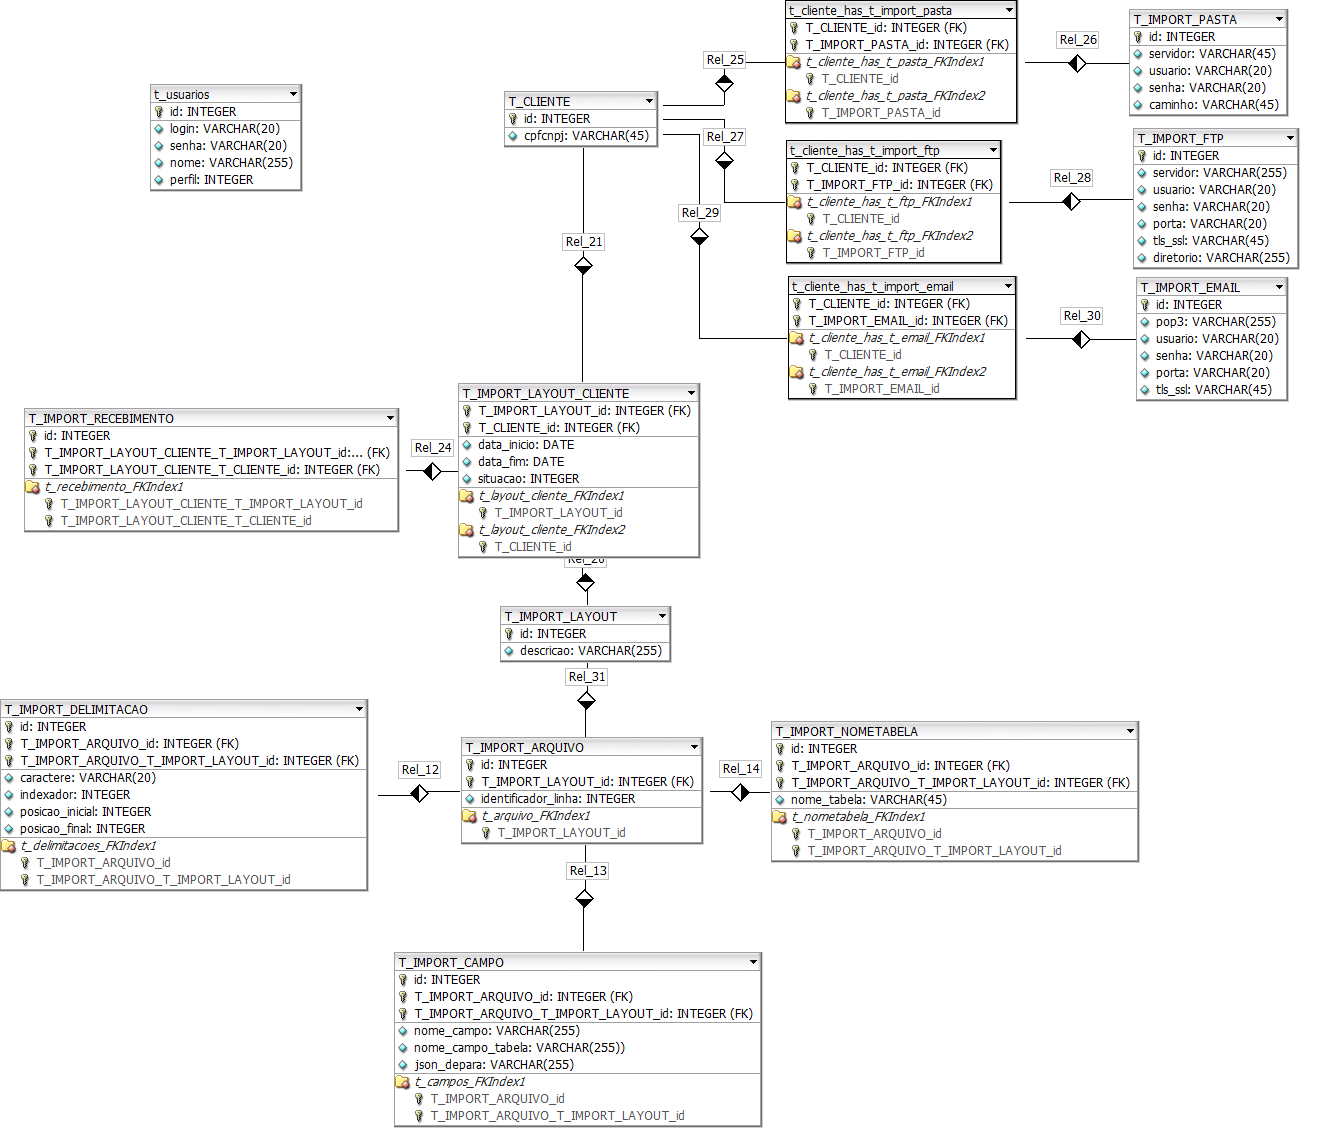 t_usuarios
id: INTEGER
login: VARCHAR(20)
senha: VARCHAR(20)
nome: VARCHAR(255)
perfil: INTEGER
T_CLIENTE
id: INTEGER
cpfcnpj: VARCHAR(45)
Rel_25
t_cliente_has_t_import_pasta
T_CLIENTE_id: INTEGER (FK)
T_IMPORT_PASTA_id: INTEGER (FK)
t_cliente_has_t_pasta_FKIndex1
T_CLIENTE_id
t_cliente_has_t_pasta_FKIndex2
T_IMPORT_PASTA_id
Rel_26
T_IMPORT_PASTA
id: INTEGER
servidor: VARCHAR(45)
usuario: VARCHAR(20)
senha: VARCHAR(20)
caminho: VARCHAR(45)
Rel_27
t_cliente_has_t_import_ftp
T_CLIENTE_id: INTEGER (FK)
T_IMPORT_FTP_id: INTEGER (FK)
t_cliente_has_t_ftp_FKIndex1
T_CLIENTE_id
t_cliente_has_t_ftp_FKIndex2
T_IMPORT_FTP_id
Rel_28
T_IMPORT_FTP
id: INTEGER
servidor: VARCHAR(255)
usuario: VARCHAR(20)
senha: VARCHAR(20)
porta: VARCHAR(20)
tls_ssl: VARCHAR(45)
diretorio: VARCHAR(255)
Rel_29
t_cliente_has_t_import_email
T_CLIENTE_id: INTEGER (FK)
T_IMPORT_EMAIL_id: INTEGER (FK)
t_cliente_has_t_email_FKIndex1
T_CLIENTE_id
t_cliente_has_t_email_FKIndex2
T_IMPORT_EMAIL_id
Rel_30
T_IMPORT_EMAIL
id: INTEGER
pop3: VARCHAR(255)
usuario: VARCHAR(20)
senha: VARCHAR(20)
porta: VARCHAR(20)
tls_ssl: VARCHAR(45)
Rel_21
T_IMPORT_RECEBIMENTO
id: INTEGER
T_IMPORT_LAYOUT_CLIENTE_T_IMPORT_LAYOUT_id:... (FK)
T_IMPORT_LAYOUT_CLIENTE_T_CLIENTE_id: INTEGER (FK)
t_recebimento_FKIndex1
T_IMPORT_LAYOUT_CLIENTE_T_IMPORT_LAYOUT_id
T_IMPORT_LAYOUT_CLIENTE_T_CLIENTE_id
Rel_24
T_IMPORT_LAYOUT_CLIENTE
T_IMPORT_LAYOUT_id: INTEGER (FK)
T_CLIENTE_id: INTEGER (FK)
data_inicio: DATE
data_fim: DATE
situacao: INTEGER
t_layout_cliente_FKIndex1
T_IMPORT_LAYOUT_id
t_layout_cliente_FKIndex2
T_CLIENTE_id
Rel_20
T_IMPORT_LAYOUT
id: INTEGER
descricao: VARCHAR(255)
Rel_31
T_IMPORT_DELIMITACAO
id: INTEGER
T_IMPORT_ARQUIVO_id: INTEGER (FK)
T_IMPORT_ARQUIVO_T_IMPORT_LAYOUT_id: INTEGER (FK)
caractere: VARCHAR(20)
indexador: INTEGER
posicao_inicial: INTEGER
posicao_final: INTEGER
t_delimitacoes_FKIndex1
T_IMPORT_ARQUIVO_id
T_IMPORT_ARQUIVO_T_IMPORT_LAYOUT_id
Rel_12
T_IMPORT_ARQUIVO
id: INTEGER
T_IMPORT_LAYOUT_id: INTEGER (FK)
identificador_linha: INTEGER
t_arquivo_FKIndex1
T_IMPORT_LAYOUT_id
Rel_14
T_IMPORT_NOMETABELA
id: INTEGER
T_IMPORT_ARQUIVO_id: INTEGER (FK)
T_IMPORT_ARQUIVO_T_IMPORT_LAYOUT_id: INTEGER (FK)
nome_tabela: VARCHAR(45)
t_nometabela_FKIndex1
T_IMPORT_ARQUIVO_id
T_IMPORT_ARQUIVO_T_IMPORT_LAYOUT_id
Rel_13
T_IMPORT_CAMPO
id: INTEGER
T_IMPORT_ARQUIVO_id: INTEGER (FK)
T_IMPORT_ARQUIVO_T_IMPORT_LAYOUT_id: INTEGER (FK)
nome_campo: VARCHAR(255)
nome_campo_tabela: VARCHAR(255))
json_depara: VARCHAR(255)
t_campos_FKIndex1
T_IMPORT_ARQUIVO_id
T_IMPORT_ARQUIVO_T_IMPORT_LAYOUT_id